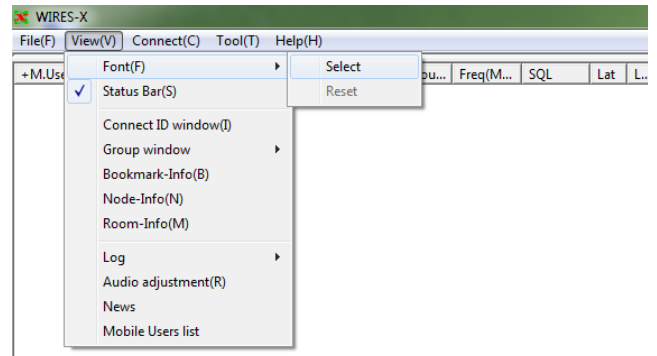 WIRES-X
File(F) View(V) Connect(C) Tool(T) Help(H)
+M.Use Freq(M... SQL Lat L..
Font(F)
Select
Status Bar(S)
Reset
Connect ID window(I)
Group window
Bookmark-Info(B)
Node-Info(N)
Room-Info(M)
Log
Audio adjustment(R)
News
Mobile Users list